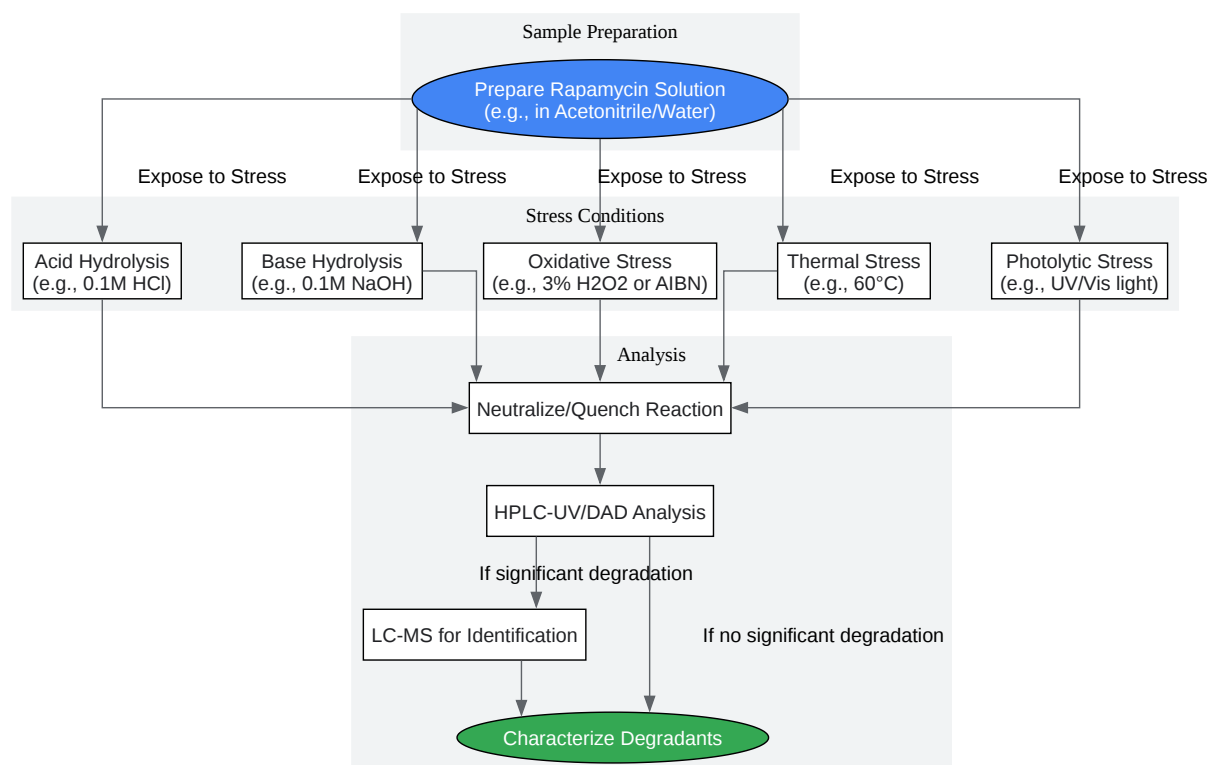 Sample Preparation
Prepare Rapamycin Solution
(e.g., in Acetonitrile/Water)
Expose to Stress
Expose to Stress
Expose to Stress
Expose to Stress
Expose to Stress
Stress Conditions
Acid Hydrolysis
(e.g., 0.1M HCl)
Base Hydrolysis
(e.g., 0.1M NaOH)
Oxidative Stress
(e.g., 3% H2O2 or AIBN)
Thermal Stress
(e.g., 60°C)
Photolytic Stress
(e.g., UV/Vis light)
Analysis
Neutralize/Quench Reaction
HPLC-UV/DAD Analysis
If significant degradation
LC-MS for Identification
If no significant degradation
Characterize Degradants